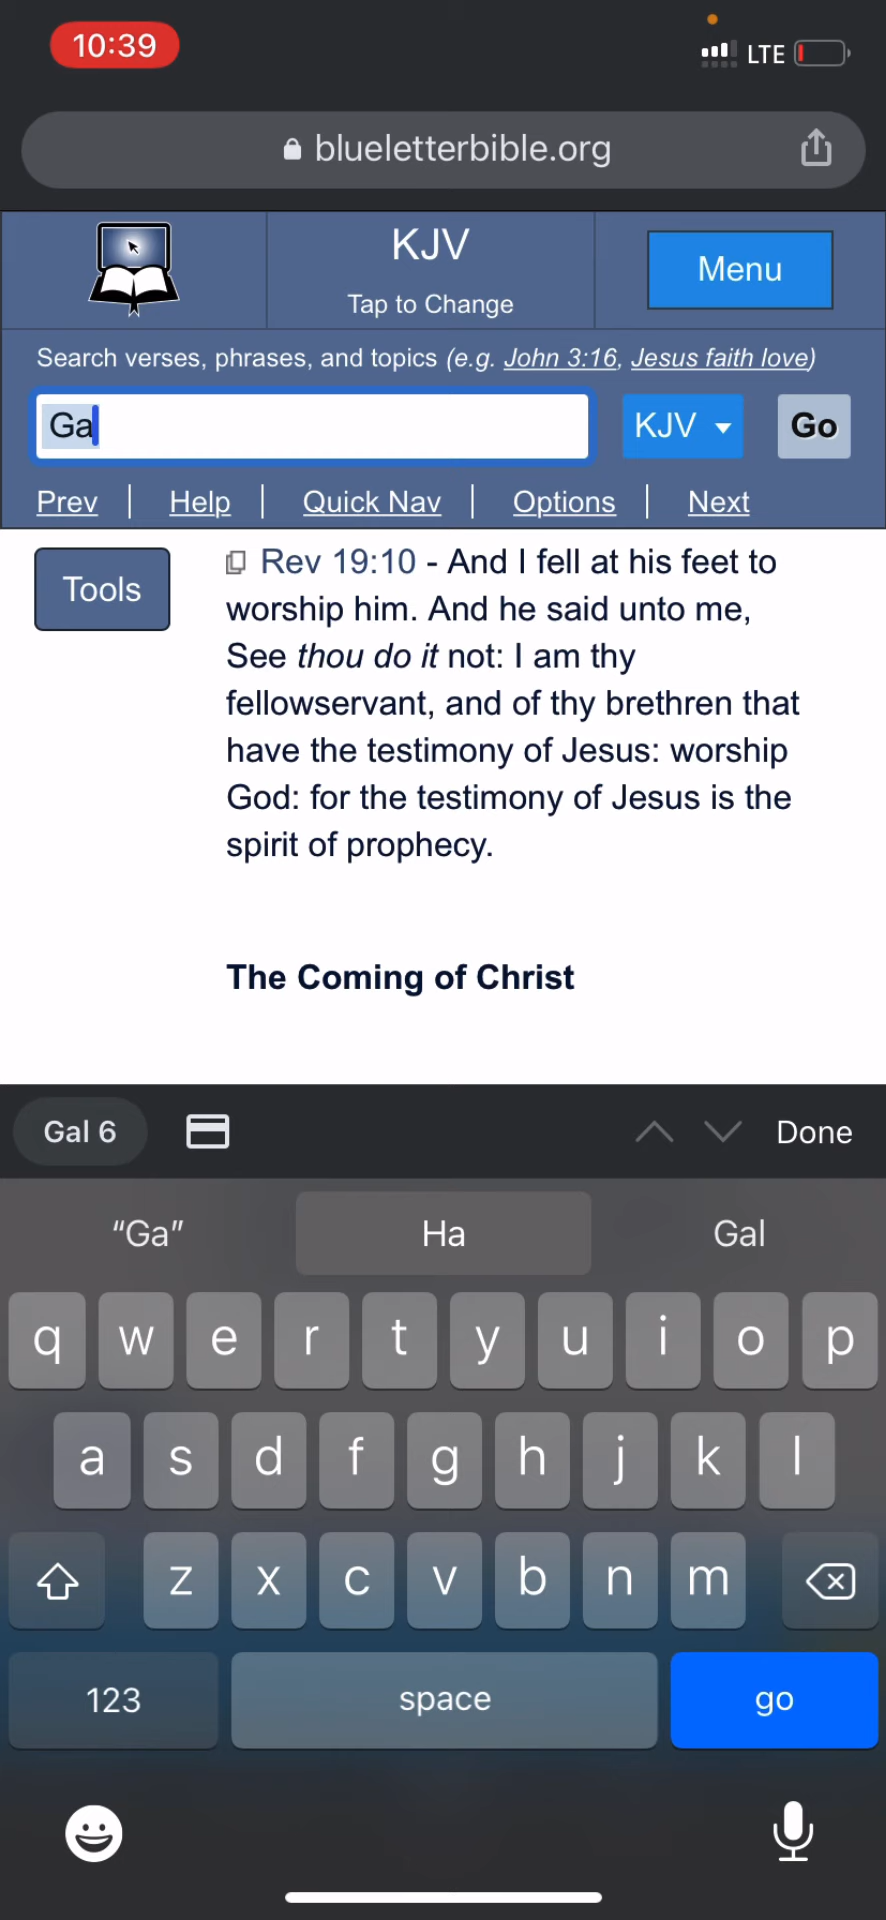 10:39
LTE
blueletterbible.org
KJV
Tap to Change
Menu
Search verses, phrases, and topics (e.g. John 3:16, Jesus faith love)
Ga
KJV
Go
Prev | Help | Quick Nav | Options | Next
Tools
Rev 19:10 - And I fell at his feet to
worship him. And he said unto me,
See thou do it not: I am thy
fellowservant, and of thy brethren that
have the testimony of Jesus: worship
God: for the testimony of Jesus is the
spirit of prophecy.
The Coming of Christ
Gal 6
Done
“Ga” Ha Gal
q w e r t y u i o p
a s d f g h j k l
z x c v b n m
123 space go